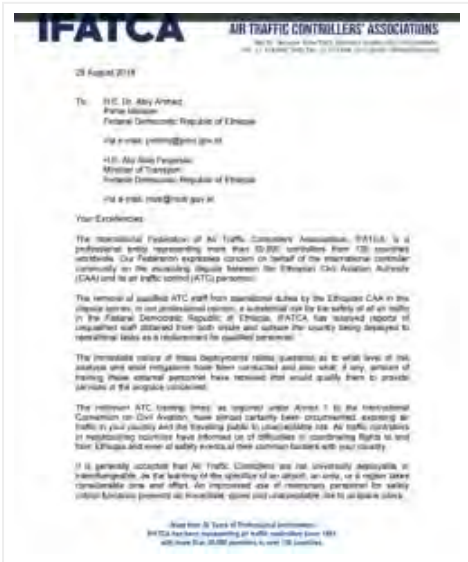 IFATCA
AIR TRAFFIC CONTROLLERS' ASSOCIATIONS
29 August 2018
To: H.E. Dr. Abiy Ahmed
Prime Minister
Federal Democratic Republic of Ethiopia
Via e-mail:
H.E. Ato
Minister of Transport
Federal Democratic Republic of Ethiopia
Via e-mail:
Your Excellencies
The International Federation of Air Traffic Controllers' Associations, IFATCA, is a
professional entity representing more than 50,000 controllers from 130 countries
worldwide. Our Federation expresses concern on behalf of the international controller
community on the escalating dispute between the Ethiopian Civil Aviation Authority
(CAA) and its air traffic control (ATC) personnel.
The removal of qualified ATC staff from operational duties by the Ethiopian CAA in this
dispute poses, in our professional opinion, a substantial risk for the safety of all air traffic
in the Federal Democratic Republic of Ethiopia. IFATCA has received reports of
unqualified staff obtained from both inside and outside the country being deployed to
operational tasks as a replacement for qualified personnel.
The immediate nature of these deployments raises questions as to what level of risk
analysis and what mitigations have been conducted and also what, if any, amount of
training these external personnel have received that would qualify them to provide
services in the airspace concerned.
The minimum ATC training times, as required under Annex 1 to the International
Convention on Civil Aviation, have almost certainly been circumvented, exposing air
traffic in your country and the traveling public to unacceptable risk. Air traffic controllers
in neighbouring countries have informed us of difficulties in coordinating flights to and
from Ethiopia and even of safety events at their common borders with your country.
It is generally accepted that Air Traffic Controllers are not universally deployable or
interchangeable, as the learning of the specifics of an airport, an area, or a region takes
considerable time and effort. An improvised use of personnel for safety
critical functions presents an immediate and unacceptable risk to airspace users.
IFATCA has been representing air traffic controllers since 1961
with more than 50,000 members in over 130 countries.